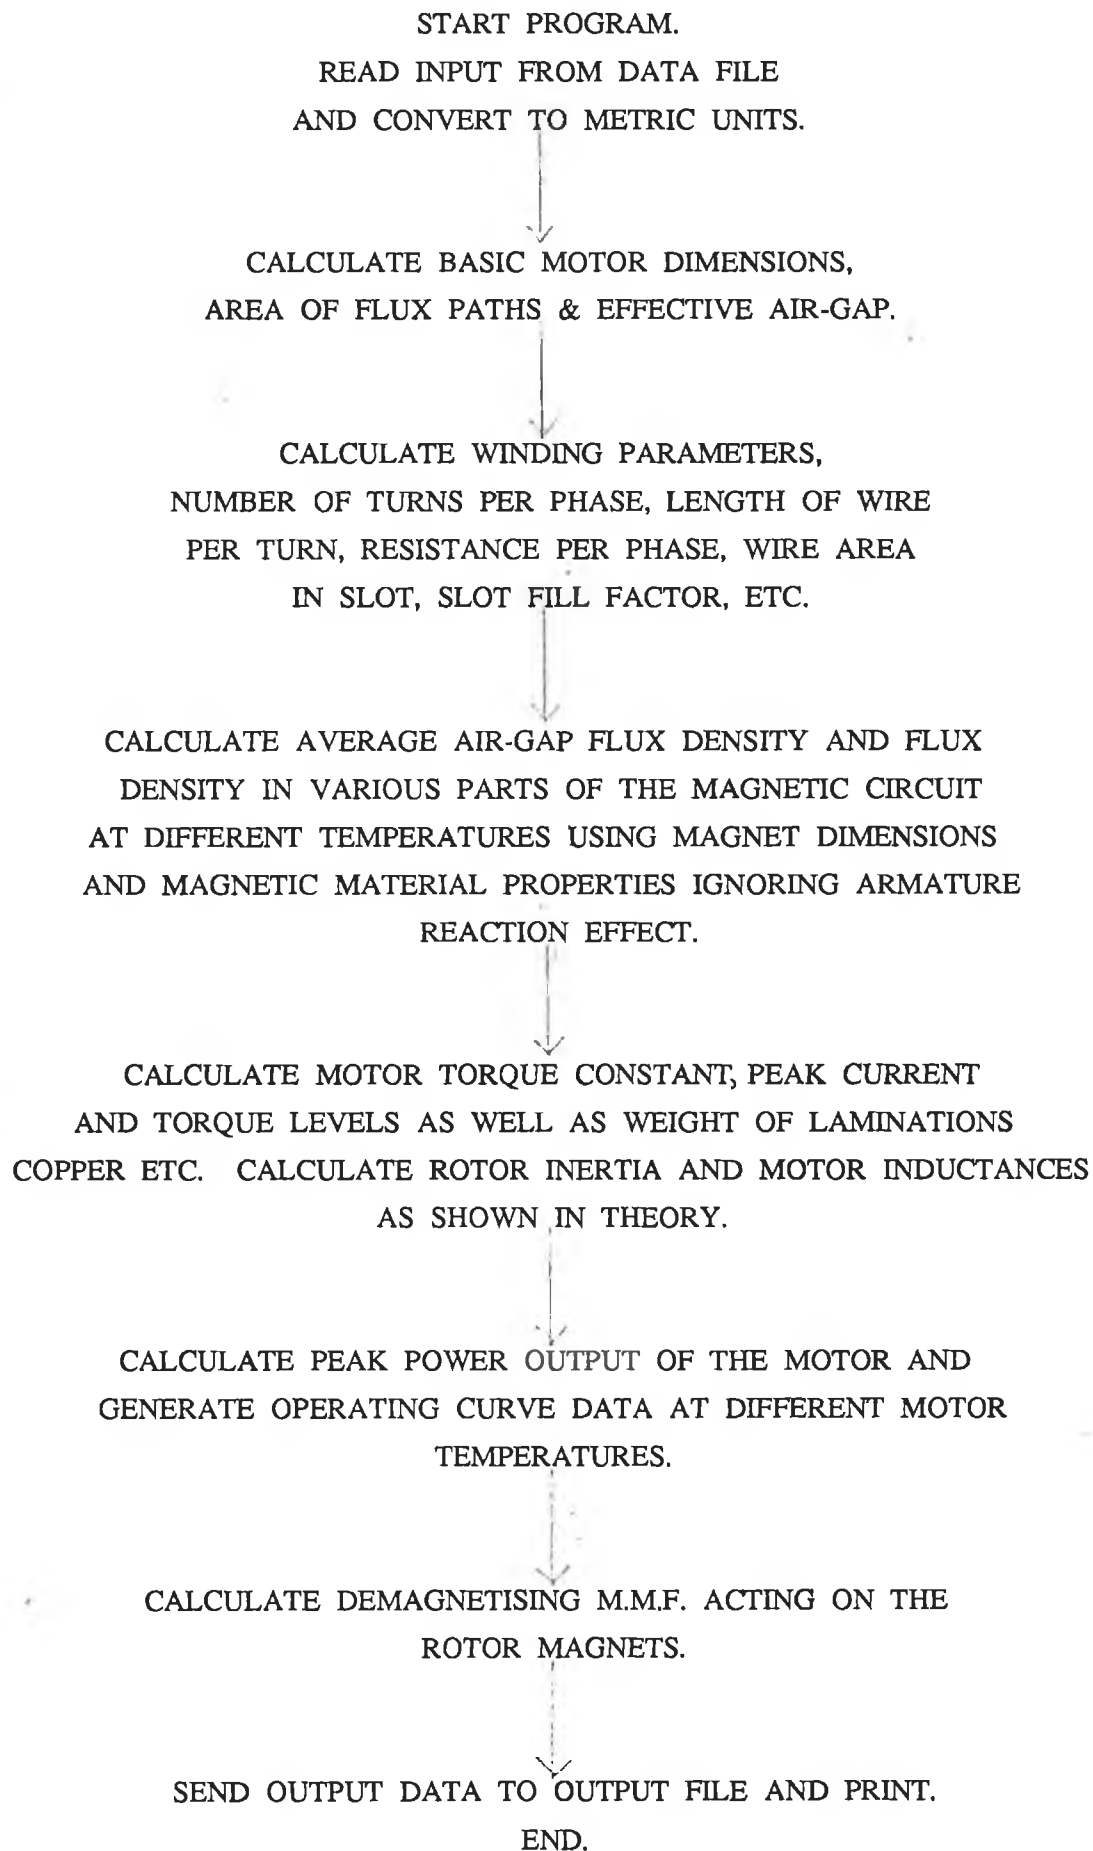 START PROGRAM.
READ INPUT FROM DATA FILE
AND CONVERT TO METRIC UNITS.
CALCULATE BASIC MOTOR DIMENSIONS,
AREA OF FLUX PATHS & EFFECTIVE AIR-GAP.
CALCULATE WINDING PARAMETERS,
NUMBER OF TURNS PER PHASE, LENGTH OF WIRE
PER TURN, RESISTANCE PER PHASE, WIRE AREA
IN SLOT, SLOT FILL FACTOR, ETC.
CALCULATE AVERAGE AIR-GAP FLUX DENSITY AND FLUX
DENSITY IN VARIOUS PARTS OF THE MAGNETIC CIRCUIT
AT DIFFERENT TEMPERATURES USING MAGNET DIMENSIONS
AND MAGNETIC MATERIAL PROPERTIES IGNORING ARMATURE
REACTION EFFECT.
CALCULATE MOTOR TORQUE CONSTANT, PEAK CURRENT
AND TORQUE LEVELS AS WELL AS WEIGHT OF LAMINATIONS
COPPER ETC. CALCULATE ROTOR INERTIA AND MOTOR INDUCTANCES
AS SHOWN IN THEORY.
CALCULATE PEAK POWER OUTPUT OF THE MOTOR AND
GENERATE OPERATING CURVE DATA AT DIFFERENT MOTOR
TEMPERATURES.
CALCULATE DEMAGNETISING M.M.F. ACTING ON THE
ROTOR MAGNETS.
SEND OUTPUT DATA TO OUTPUT FILE AND PRINT.
END.